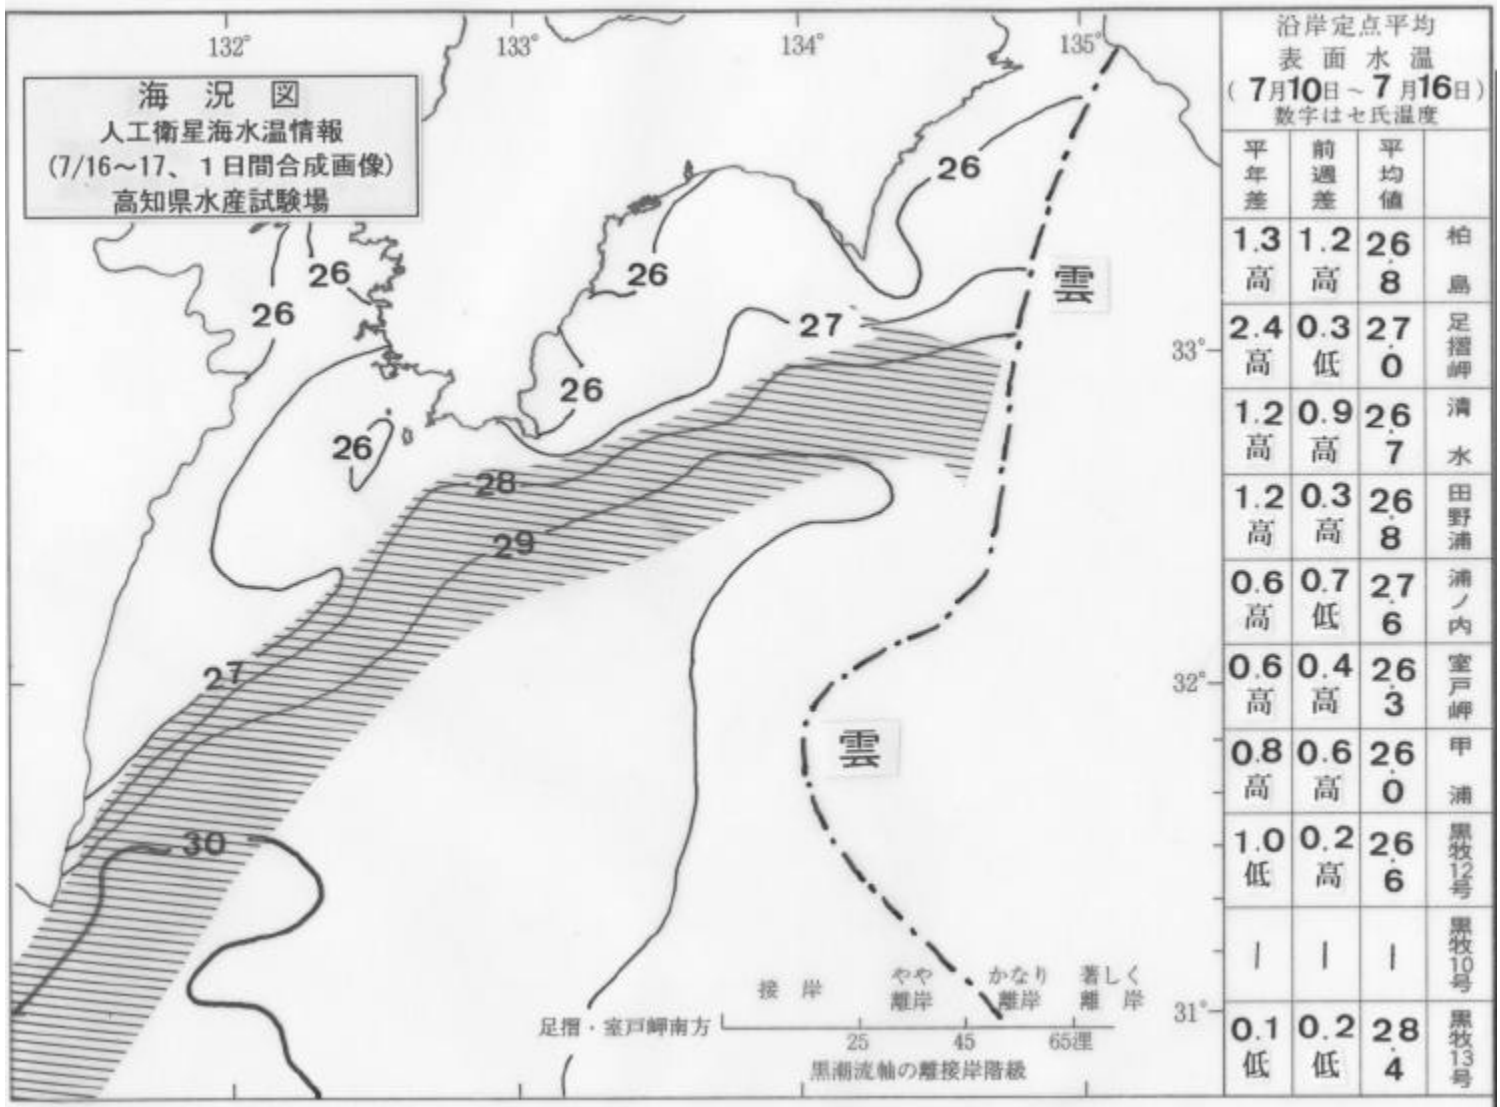 132°
133°
134°
135°
海況図
人工衛星海水温情報
(7/16～17、1日間合成画像)
高知県水産試験場
26
26
26
26
26
26
27
28
29
27
30
雲
雲
33°
32°
31°
接岸
やや離岸
かなり離岸
著しく離岸
足摺・室戸岬南方
25 45 65浬
黒潮流軸の離接岸階級
沿岸定点平均
表面水温
(7月10日～7月16日)
数字はセ氏温度
平年差 前週差 平均値
1.3高 1.2高 26.8 柏島
2.4高 0.3低 27.0 足摺岬
1.2高 0.9高 26.7 清水
1.2高 0.3高 26.8 田野浦
0.6高 0.7低 27.6 浦ノ内
0.6高 0.4高 26.3 室戸岬
0.8高 0.6高 26.0 甲浦
1.0低 0.2高 26.6 黒牧12号
― ― ― 黒牧10号
0.1低 0.2低 28.4 黒牧13号